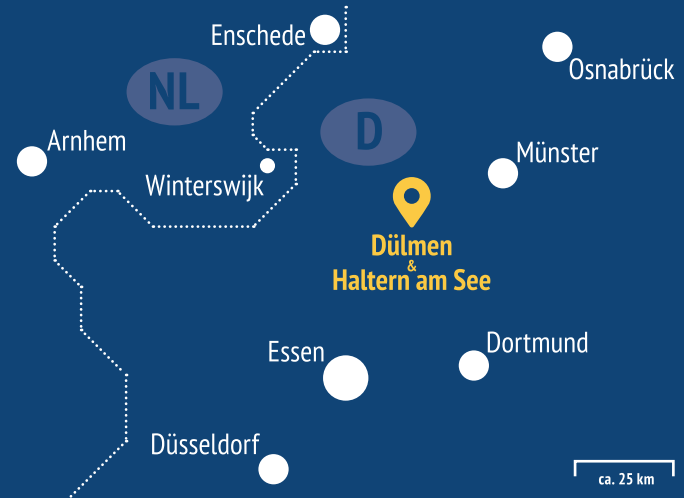 Enschede
Osnabrück
NL
D
Arnhem
Münster
Winterswijk
Dülmen
&
Haltern am See
Essen
Dortmund
Düsseldorf
ca. 25 km